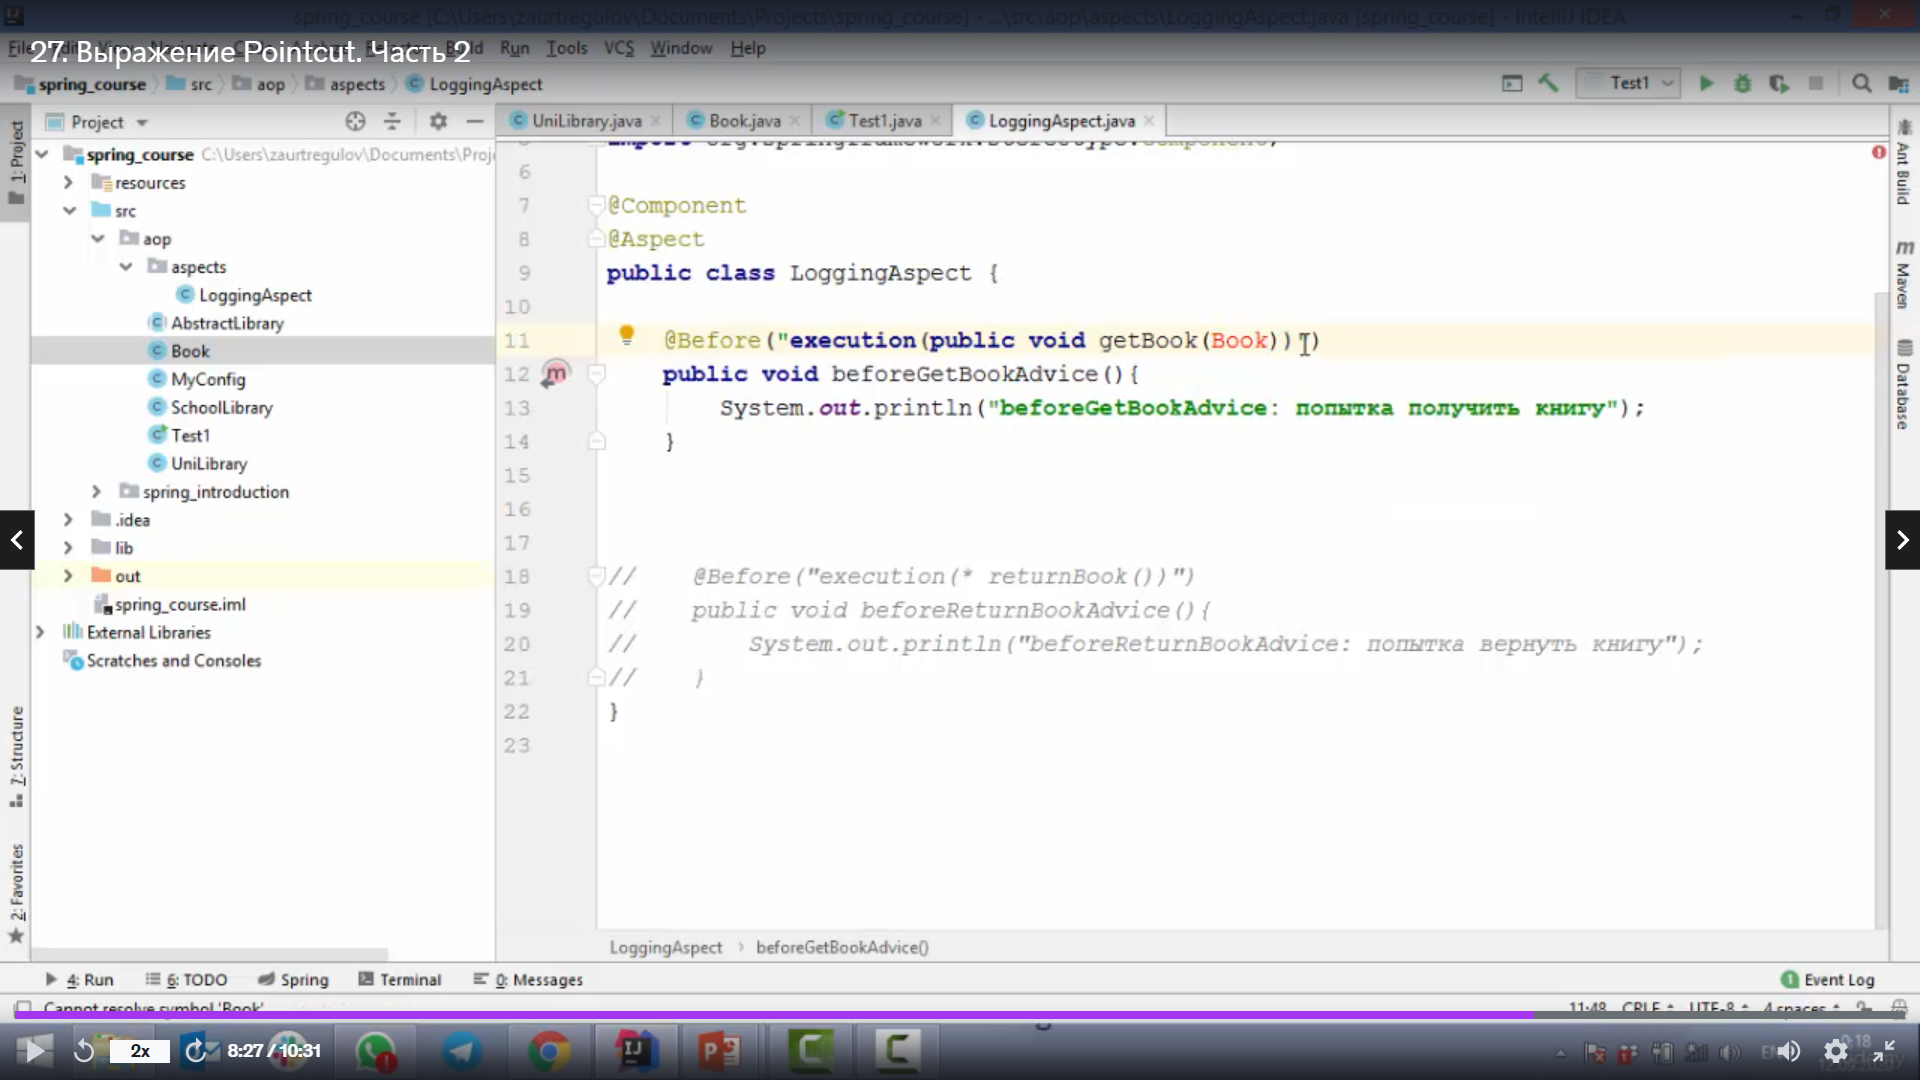 spring_course [C:\Users\zaurtregulov\Documents\Projects\spring_course] - ...\src\aop\aspects\LoggingAspect.java [spring_course] - IntelliJ IDEA
27. Выражение Pointcut. Часть 2
File Run Tools VCS Window Help
spring_course src aop aspects LoggingAspect Test1
Project
UniLibrary.java Book.java Test1.java LoggingAspect.java
1: Project
spring_course C:\Users\zaurtregulov\Documents\Proj
resources
src
aop
aspects
LoggingAspect
AbstractLibrary
Book
MyConfig
SchoolLibrary
Test1
UniLibrary
spring_introduction
.idea
lib
out
spring_course.iml
External Libraries
Scratches and Consoles
7: Structure
2: Favorites
import org.springframework.stereotype.Component;
6
7 @Component
8 @Aspect
9 public class LoggingAspect {
10
11 @Before("execution(public void getBook(Book))")
12 public void beforeGetBookAdvice(){
13 System.out.println("beforeGetBookAdvice: попытка получить книгу");
14 }
15
16
17
18 // @Before("execution(* returnBook())")
19 // public void beforeReturnBookAdvice(){
20 // System.out.println("beforeReturnBookAdvice: попытка вернуть книгу");
21 // }
22 }
23
Ant Build
Maven
Database
LoggingAspect › beforeGetBookAdvice()
4: Run 6: TODO Spring Terminal 0: Messages 1 Event Log
Cannot resolve symbol 'Book' 11:48 CRLF UTF-8 4 spaces
2x 8:27 / 10:31